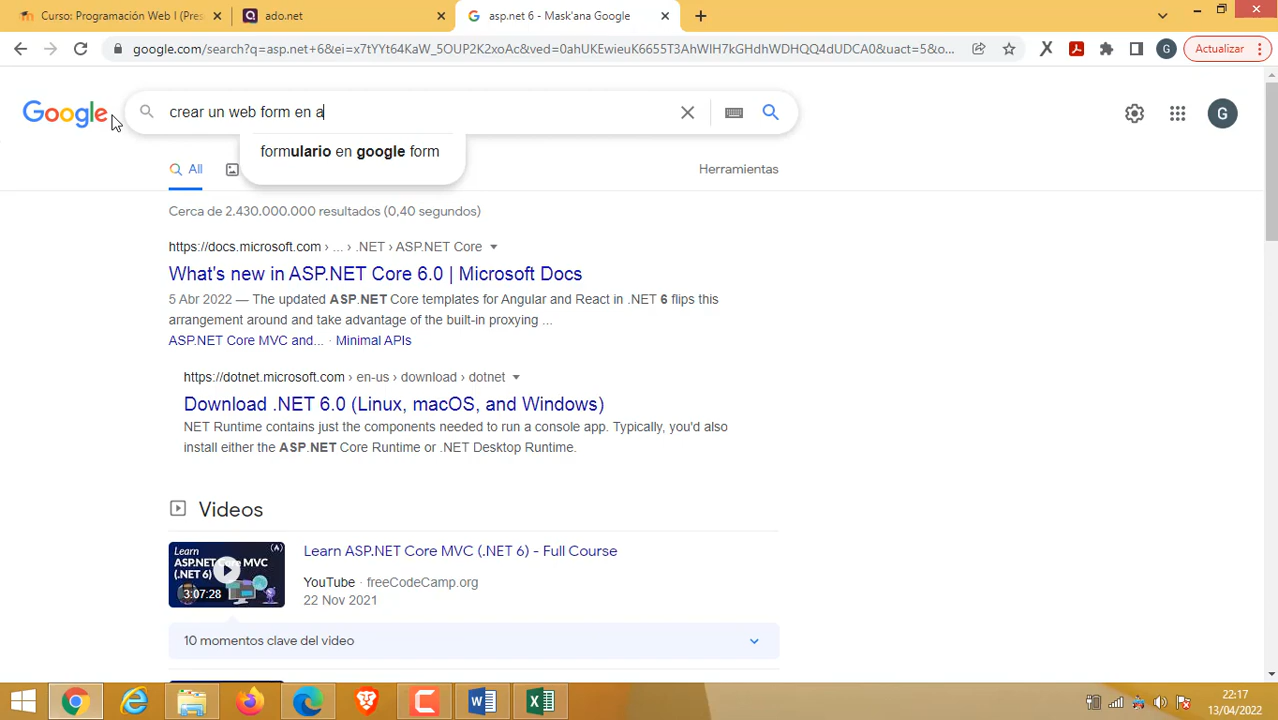 Curso: Programación Web I (Pres
ado.net
asp.net 6 - Mask'ana Google
google.com/search?q=asp.net+6&ei=x7tYYt64KaW_5OUP2K2xoAc&ved=0ahUKEwieuK6655T3AhWIH7kGHdhWDHQQ4dUDCA0&uact=5&o...
G
Actualizar
Google
crear un web form en a
G
formulario en google form
All
Herramientas
Cerca de 2.430.000.000 resultados (0,40 segundos)
https://docs.microsoft.com › ... › .NET › ASP.NET Core
What's new in ASP.NET Core 6.0 | Microsoft Docs
5 Abr 2022 — The updated ASP.NET Core templates for Angular and React in .NET 6 flips this
arrangement around and take advantage of the built-in proxying ...
ASP.NET Core MVC and... · Minimal APIs
https://dotnet.microsoft.com › en-us › download › dotnet
Download .NET 6.0 (Linux, macOS, and Windows)
NET Runtime contains just the components needed to run a console app. Typically, you'd also
install either the ASP.NET Core Runtime or .NET Desktop Runtime.
Videos
Learn
ASP.NET Core MVC
(.NET 6)
3:07:28
Learn ASP.NET Core MVC (.NET 6) - Full Course
YouTube · freeCodeCamp.org
22 Nov 2021
10 momentos clave del video
22:17
13/04/2022